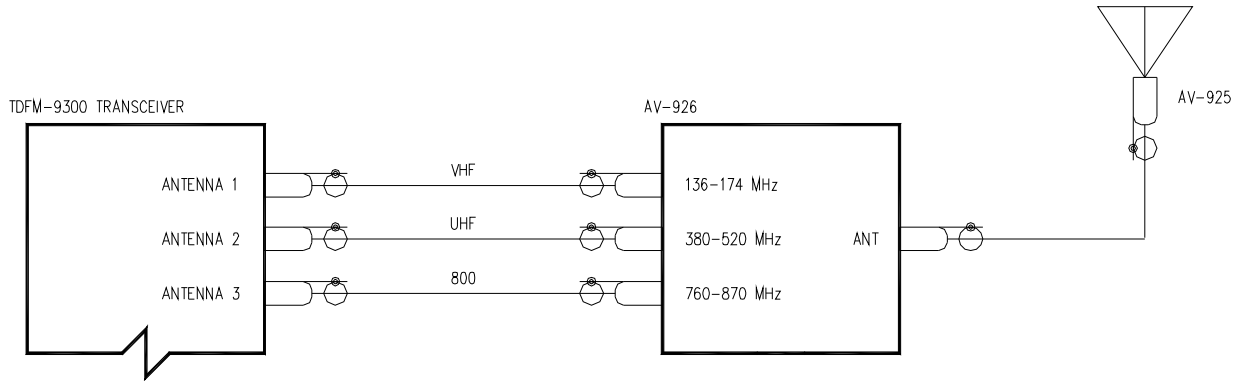 AV-925
TDFM-9300 TRANSCEIVER
AV-926
ANTENNA 1
VHF
136-174 MHz
ANTENNA 2
UHF
380-520 MHz
ANT
ANTENNA 3
800
760-870 MHz